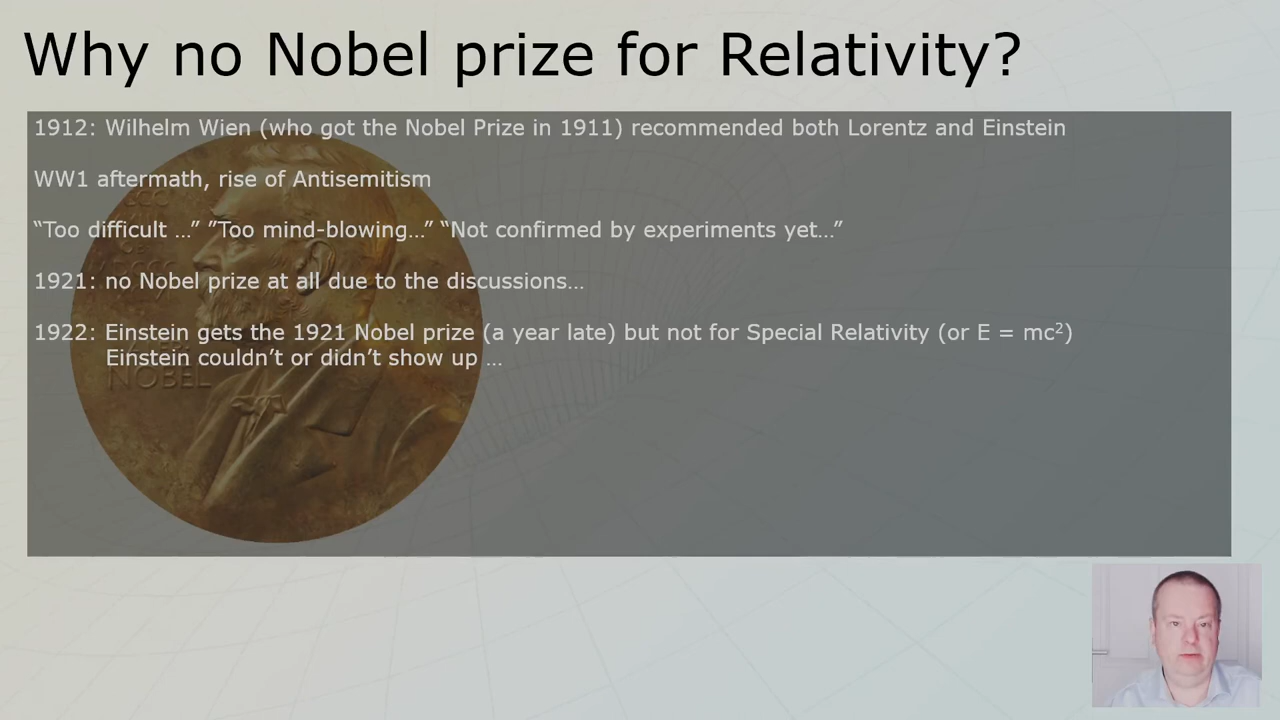 Why no Nobel prize for Relativity?
1912: Wilhelm Wien (who got the Nobel Prize in 1911) recommended both Lorentz and Einstein
WW1 aftermath, rise of Antisemitism
“Too difficult …” ”Too mind-blowing…” “Not confirmed by experiments yet…”
1921: no Nobel prize at all due to the discussions…
1922: Einstein gets the 1921 Nobel prize (a year late) but not for Special Relativity (or E = mc²)
Einstein couldn’t or didn’t show up …
NOBEL